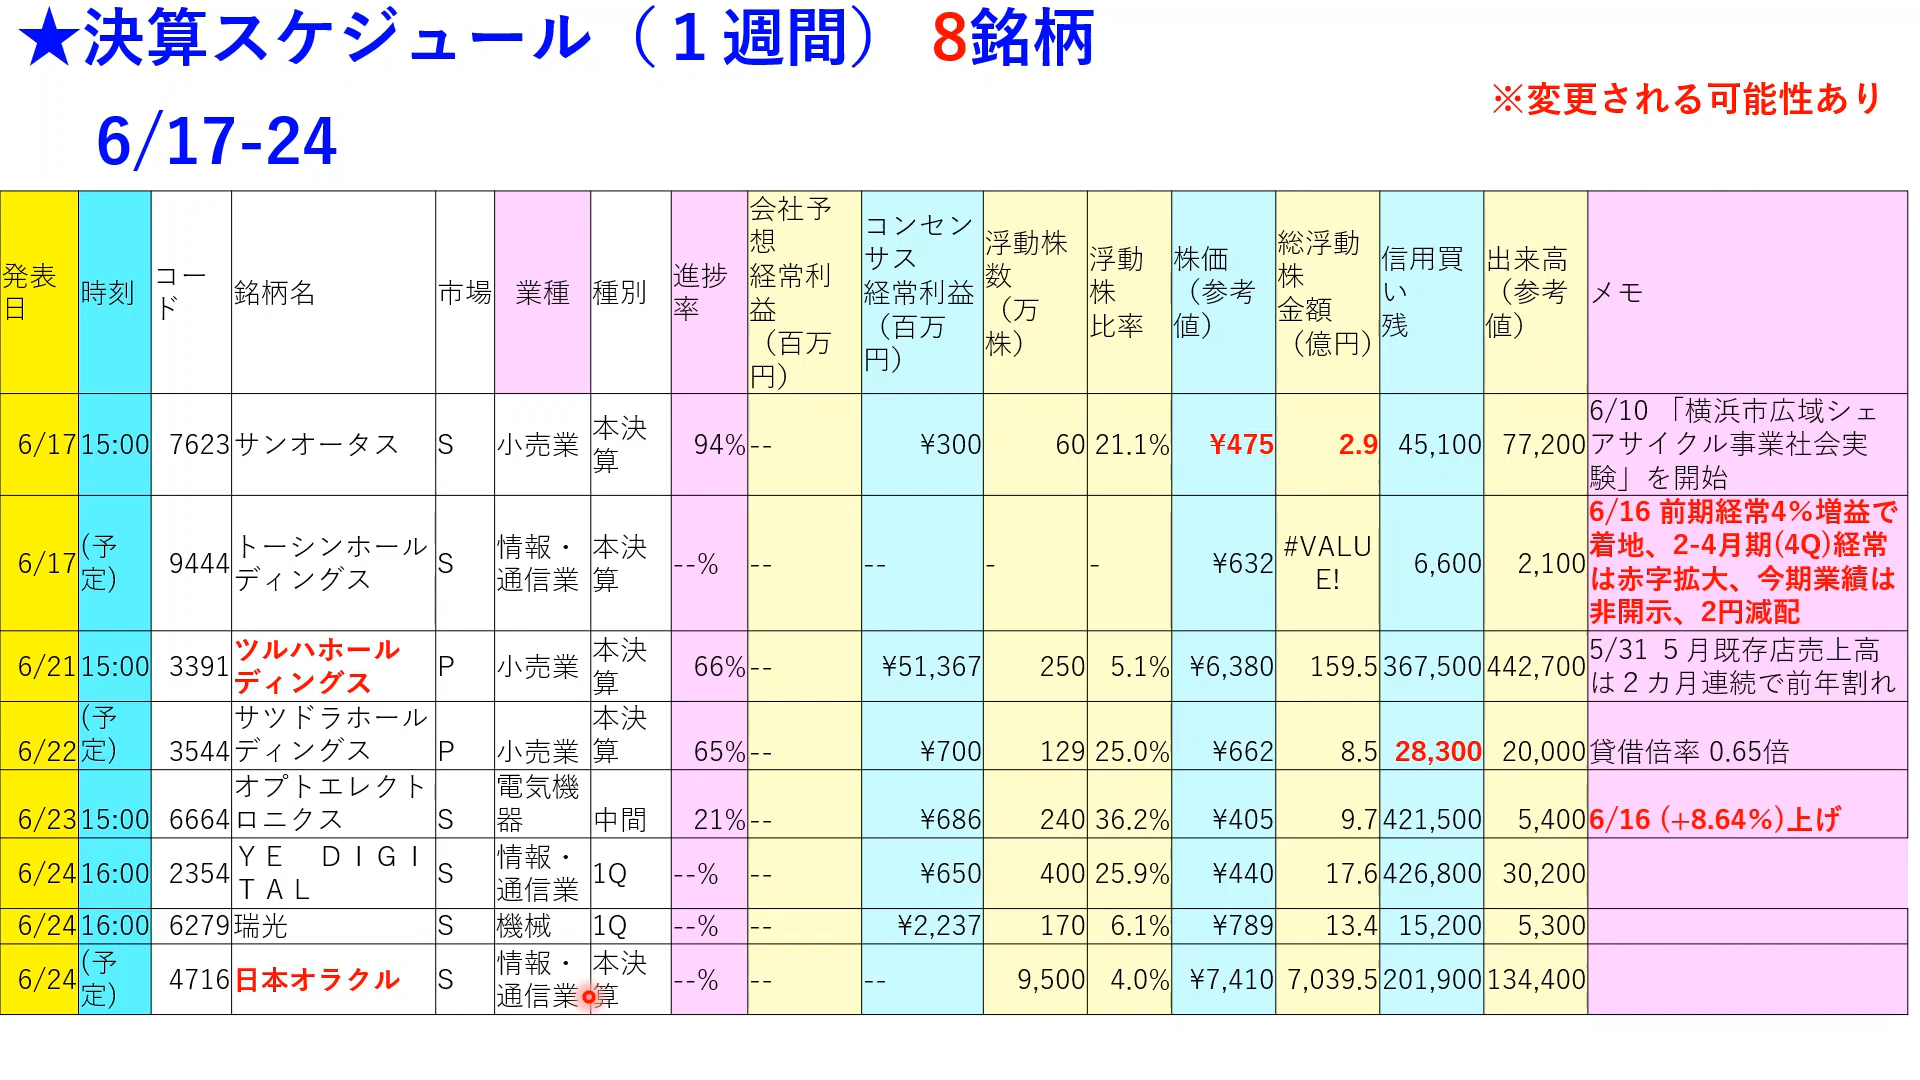 ★決算スケジュール（１週間） 8銘柄
※変更される可能性あり
6/17-24
発表日 時刻 コード 銘柄名 市場 業種 種別 進捗率 会社予想経常利益（百万円） コンセンサス経常利益（百万円） 浮動株数（万株） 浮動株比率 株価（参考値） 総浮動株金額（億円） 信用買い残 出来高（参考値） メモ
6/17 15:00 7623 サンオータス S 小売業 本決算 94% -- ¥300 60 21.1% ¥475 2.9 45,100 77,200 6/10 「横浜市広域シェアサイクル事業社会実験」を開始
6/17 (予定) 9444 トーシンホールディングス S 情報・通信業 本決算 --% -- -- - - ¥632 #VALUE! 6,600 2,100 6/16 前期経常4%増益で着地、2-4月期(4Q)経常は赤字拡大、今期業績は非開示、2円減配
6/21 15:00 3391 ツルハホールディングス P 小売業 本決算 66% -- ¥51,367 250 5.1% ¥6,380 159.5 367,500 442,700 5/31 ５月既存店売上高は２カ月連続で前年割れ
6/22 (予定) 3544 サツドラホールディングス P 小売業 本決算 65% -- ¥700 129 25.0% ¥662 8.5 28,300 20,000 貸借倍率 0.65倍
6/23 15:00 6664 オプトエレクトロニクス S 電気機器 中間 21% -- ¥686 240 36.2% ¥405 9.7 421,500 5,400 6/16 (+8.64%)上げ
6/24 16:00 2354 ＹＥ　ＤＩＧＩＴＡＬ S 情報・通信業 1Q --% -- ¥650 400 25.9% ¥440 17.6 426,800 30,200
6/24 16:00 6279 瑞光 S 機械 1Q --% -- ¥2,237 170 6.1% ¥789 13.4 15,200 5,300
6/24 (予定) 4716 日本オラクル S 情報・通信業 本決算 --% -- -- 9,500 4.0% ¥7,410 7,039.5 201,900 134,400